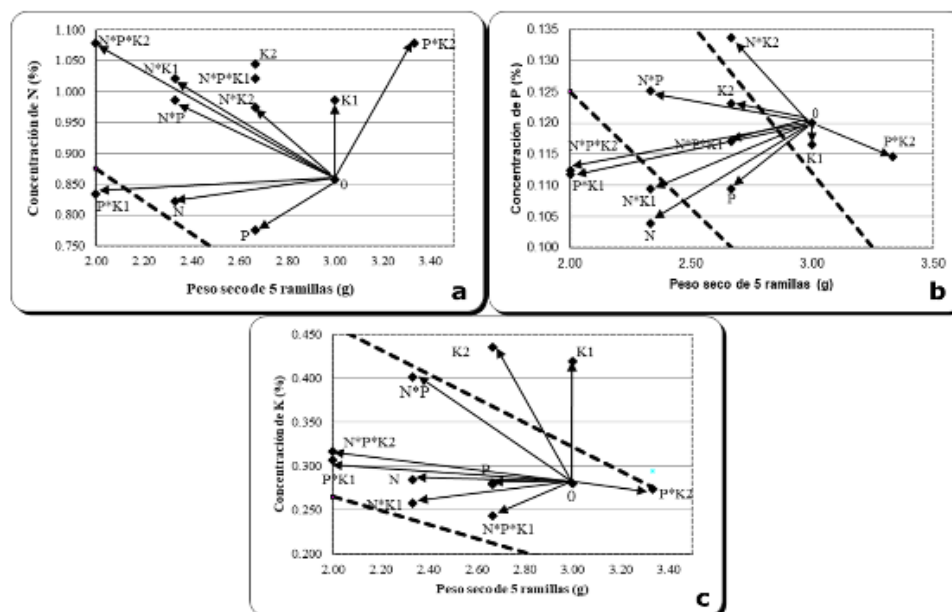 Concentración de N (%)
1.100
1.050
1.000
0.950
0.900
0.850
0.800
0.750
N*P*K2
N*K1
K2
N*P*K1
P*K2
N*P
N*K2
K1
0
P*K1
N
P
2.00 2.20 2.40 2.60 2.80 3.00 3.20 3.40
Peso seco de 5 ramillas (g)
a
Concentración de P (%)
0.135
0.130
0.125
0.120
0.115
0.110
0.105
0.100
N*K2
N*P
K2
0
N*P*K2
N*P*K1
K1
P*K2
P*K1
N*K1
P
N
2.00 2.50 3.00 3.50
Peso seco de 5 ramillas (g)
b
Concentración de K (%)
0.450
0.400
0.350
0.300
0.250
0.200
K2
K1
N*P
N*P*K2
P*K1
N
P
0
P*K2
N*K1
N*P*K1
2.00 2.20 2.40 2.60 2.80 3.00 3.20 3.40
Peso seco de 5 ramillas (g)
c